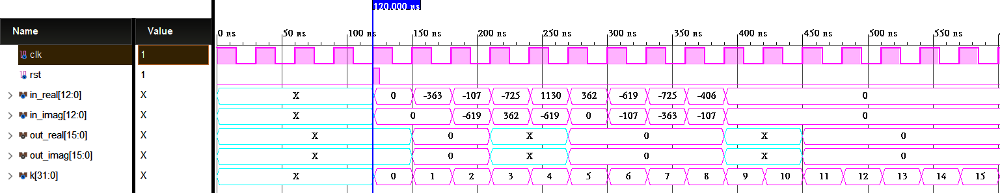 120.000 ns
Name Value
0 ns 50 ns 100 ns 150 ns 200 ns 250 ns 300 ns 350 ns 400 ns 450 ns 500 ns 550 ns
clk 1
rst 1
in_real[12:0] X X 0 -363 -107 -725 1130 362 -619 -725 -406 0
in_imag[12:0] X X 0 -619 362 -619 0 -107 -363 -107 0
out_real[15:0] X X 0 X 0 X 0
out_imag[15:0] X X 0 X 0 X 0
k[31:0] X X 0 1 2 3 4 5 6 7 8 9 10 11 12 13 14 15